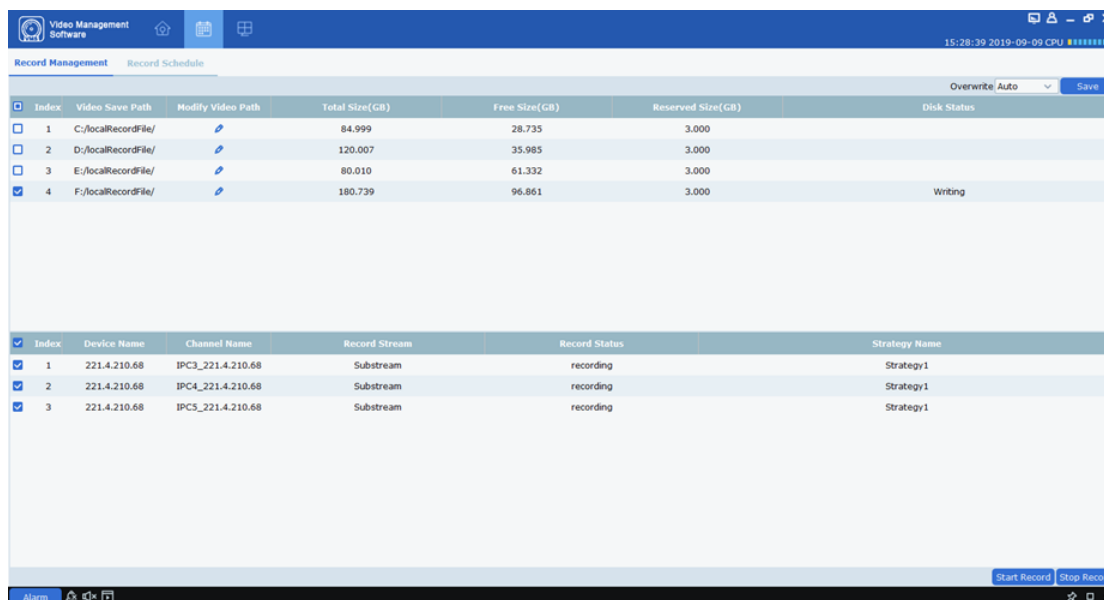 Video Management
Software
15:28:39 2019-09-09 CPU
Record Management Record Schedule
Overwrite Auto Save
Index Video Save Path Modify Video Path Total Size(GB) Free Size(GB) Reserved Size(GB) Disk Status
1 C:/localRecordFile/ 84.999 28.735 3.000
2 D:/localRecordFile/ 120.007 35.985 3.000
3 E:/localRecordFile/ 80.010 61.332 3.000
4 F:/localRecordFile/ 180.739 96.861 3.000 Writing
Index Device Name Channel Name Record Stream Record Status Strategy Name
1 221.4.210.68 IPC3_221.4.210.68 Substream recording Strategy1
2 221.4.210.68 IPC4_221.4.210.68 Substream recording Strategy1
3 221.4.210.68 IPC5_221.4.210.68 Substream recording Strategy1
Start Record Stop Reco
Alarm